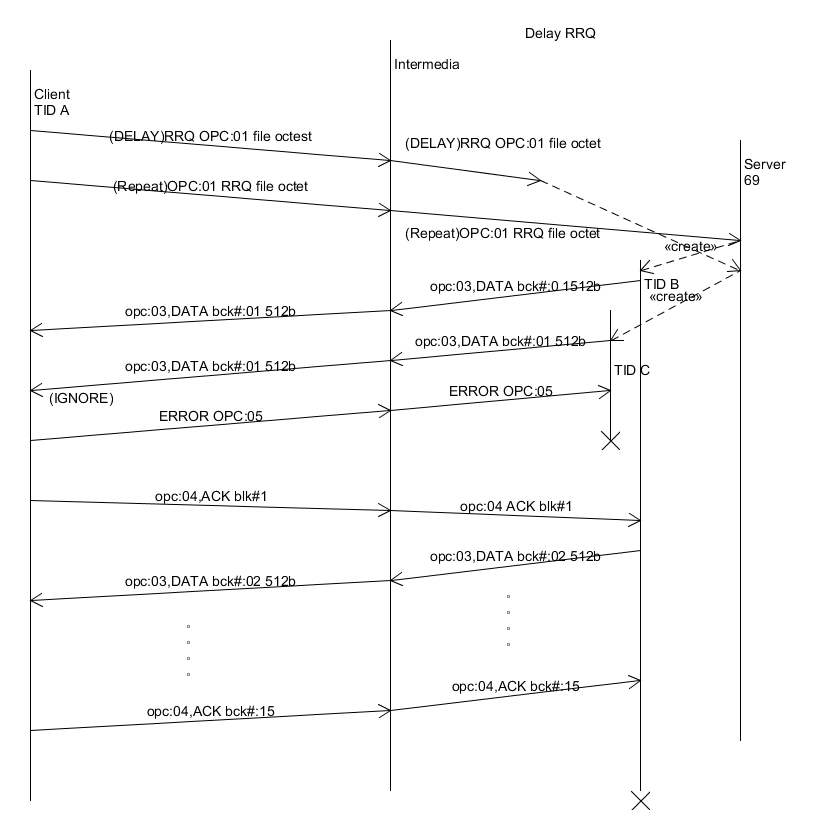 Delay RRQ
Intermedia
Client
TID A
(DELAY)RRQ OPC:01 file octest
(DELAY)RRQ OPC:01 file octet
Server
69
(Repeat)OPC:01 RRQ file octet
(Repeat)OPC:01 RRQ file octet
«create»
TID B
opc:03,DATA bck#:0 1512b
«create»
opc:03,DATA bck#:01 512b
opc:03,DATA bck#:01 512b
opc:03,DATA bck#:01 512b
TID C
(IGNORE)
ERROR OPC:05
ERROR OPC:05
opc:04,ACK blk#1
opc:04 ACK blk#1
opc:03,DATA bck#:02 512b
opc:03,DATA bck#:02 512b
opc:04,ACK bck#:15
opc:04,ACK bck#:15